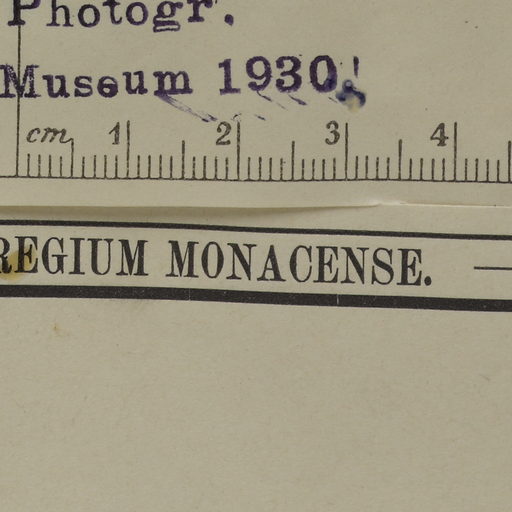 Photogr.
Museum 1930.!
cm 1 2 3 4
REGIUM MONACENSE. —